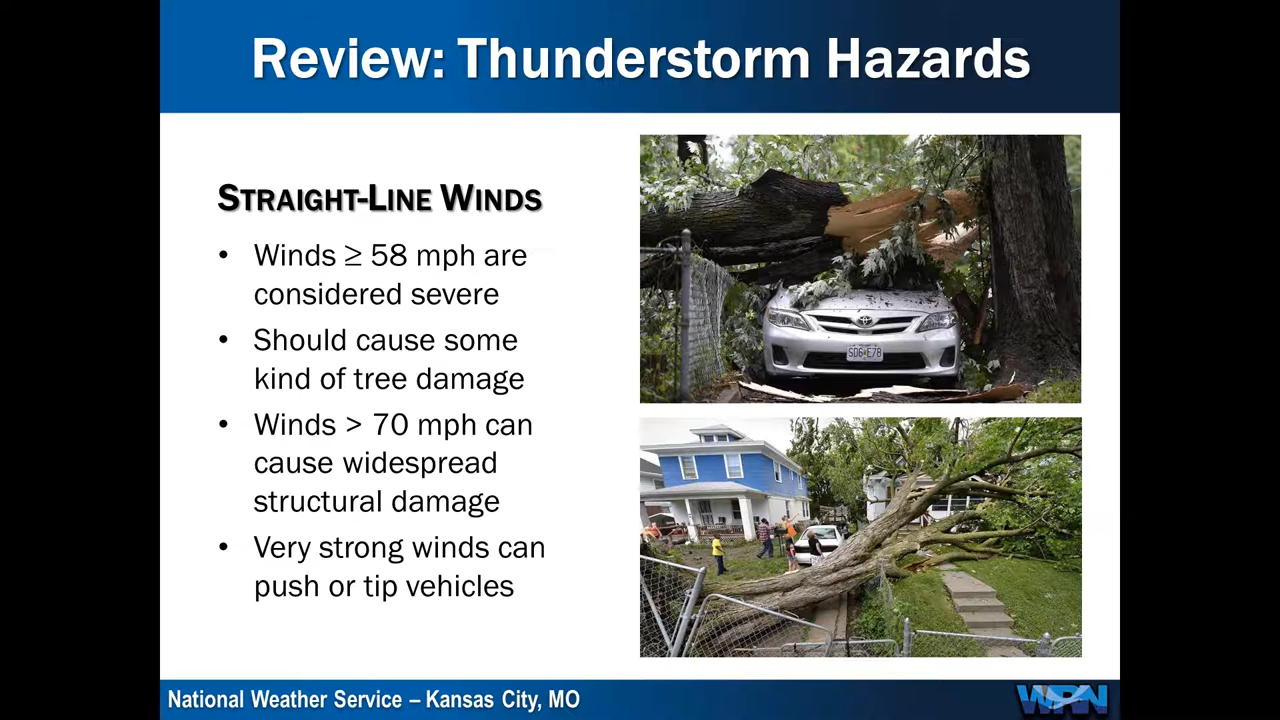 Review: Thunderstorm Hazards
STRAIGHT-LINE WINDS
• Winds ≥ 58 mph are
considered severe
• Should cause some
kind of tree damage
• Winds > 70 mph can
cause widespread
structural damage
• Very strong winds can
push or tip vehicles
SD6 E78
National Weather Service – Kansas City, MO
WRN